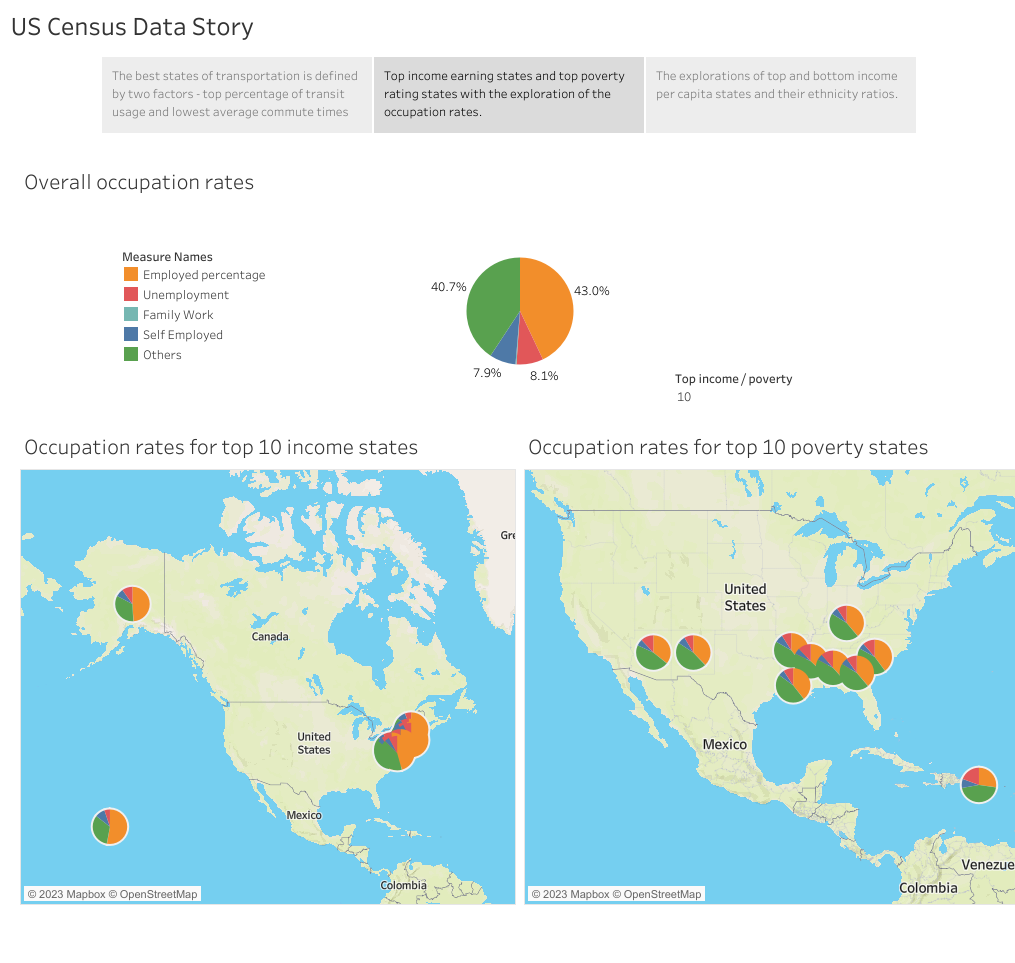 US Census Data Story
The best states of transportation is defined
by two factors - top percentage of transit
usage and lowest average commute times
Top income earning states and top poverty
rating states with the exploration of the
occupation rates.
The explorations of top and bottom income
per capita states and their ethnicity ratios.
Overall occupation rates
Measure Names
Employed percentage
Unemployment
Family Work
Self Employed
Others
40.7%
43.0%
7.9%
8.1%
Top income / poverty
10
Occupation rates for top 10 income states
Gre
Canada
United
States
Mexico
Colombia
© 2023 Mapbox © OpenStreetMap
Occupation rates for top 10 poverty states
United
States
Mexico
Venezue
Colombia
© 2023 Mapbox © OpenStreetMap